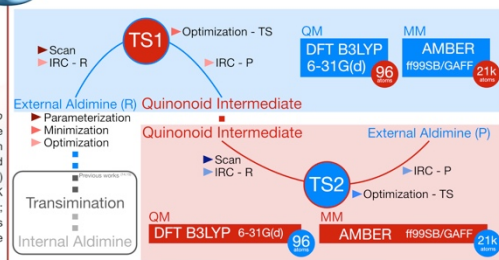 TS1
Optimization - TS
Scan
IRC - R
IRC - P
QM
DFT B3LYP
6-31G(d)
96
atoms
MM
AMBER
ff99SB/GAFF
21k
atoms
External Aldimine (R)
Quinonoid Intermediate
Parameterization
Minimization
Optimization
Quinonoid Intermediate
External Aldimine (P)
Scan
IRC - R
IRC - P
TS2
Optimization - TS
Previous works
Transimination
Internal Aldimine
QM
DFT B3LYP 6-31G(d)
96
atoms
MM
AMBER ff99SB/GAFF
21k
atoms